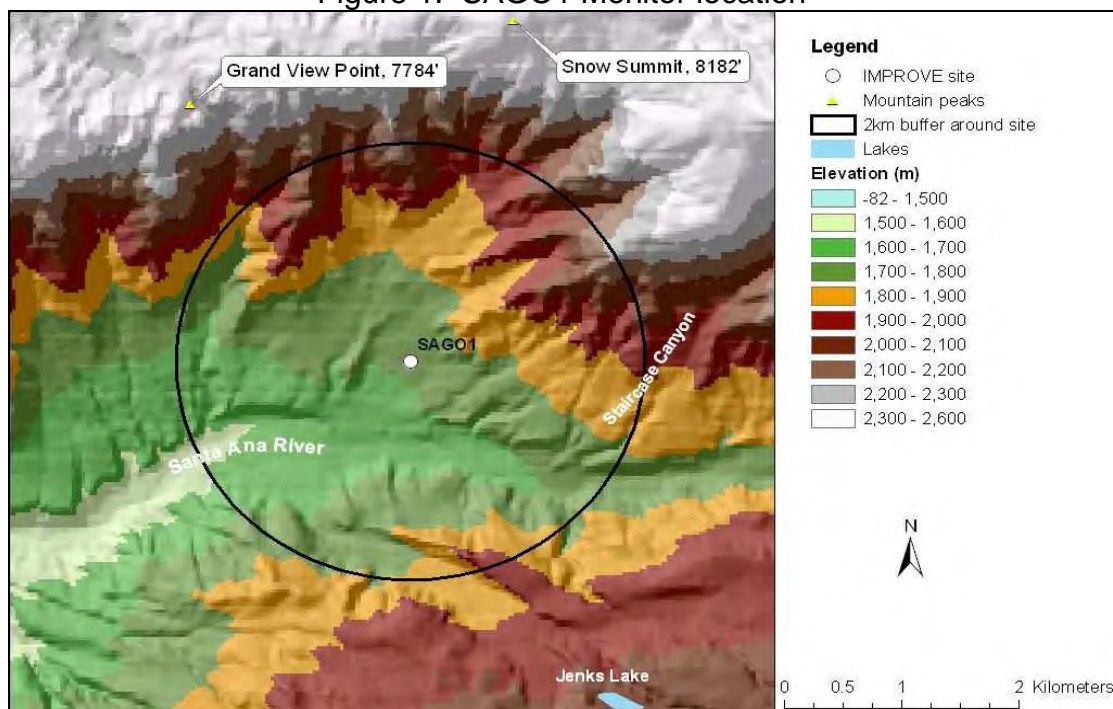 Figure 1: SAGO1 Monitor location
Grand View Point, 7784'
Snow Summit, 8182'
SAGO1
Staircase Canyon
Santa Ana River
Jenks Lake
Legend
IMPROVE site
Mountain peaks
2km buffer around site
Lakes
Elevation (m)
-82 - 1,500
1,500 - 1,600
1,600 - 1,700
1,700 - 1,800
1,800 - 1,900
1,900 - 2,000
2,000 - 2,100
2,100 - 2,200
2,200 - 2,300
2,300 - 2,600
N
0 0.5 1 2 Kilometers